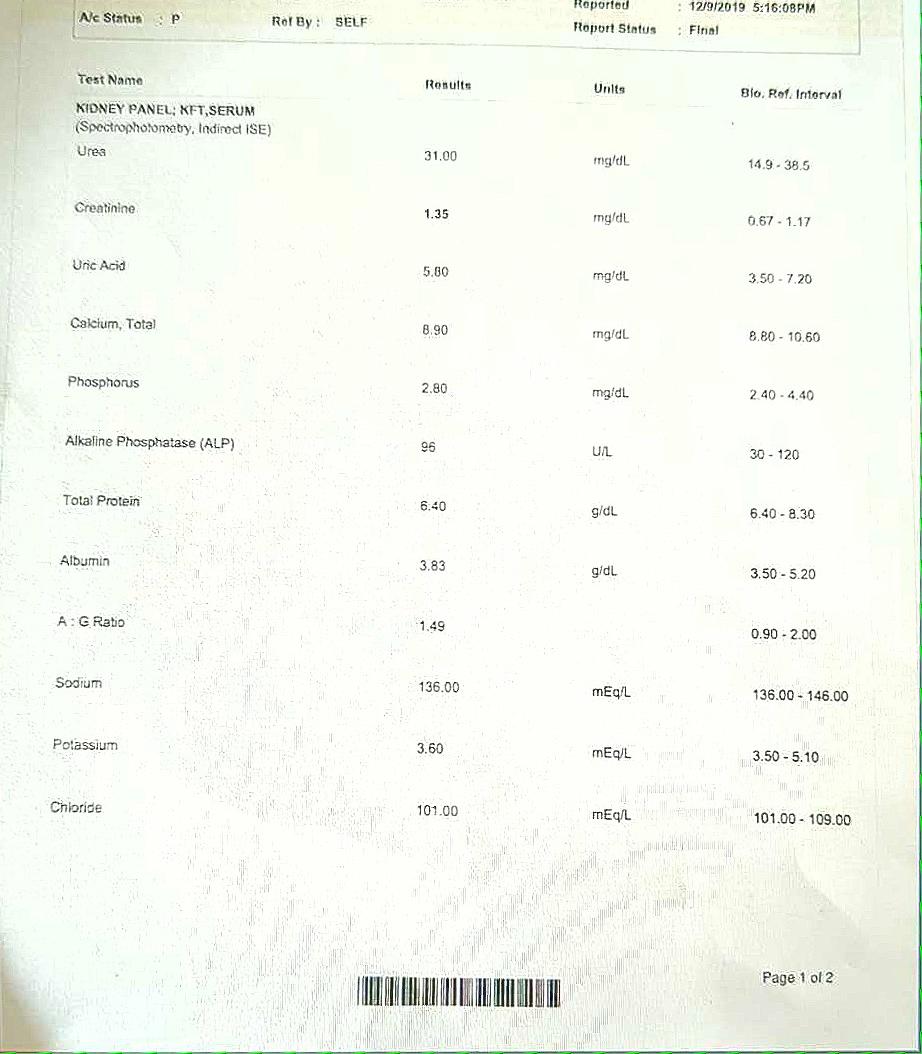 Reported : 12/9/2019 5:16:08PM
A/c Status : P Ref By : SELF Report Status : Final
Test Name Results Units Bio. Ref. Interval
KIDNEY PANEL; KFT,SERUM
(Spectrophotometry, Indirect ISE)
Urea 31.00 mg/dL 14.9 - 38.5
Creatinine 1.35 mg/dL 0.67 - 1.17
Uric Acid 5.80 mg/dL 3.50 - 7.20
Calcium, Total 8.90 mg/dL 8.80 - 10.60
Phosphorus 2.80 mg/dL 2.40 - 4.40
Alkaline Phosphatase (ALP) 96 U/L 30 - 120
Total Protein 6.40 g/dL 6.40 - 8.30
Albumin 3.83 g/dL 3.50 - 5.20
A : G Ratio 1.49 0.90 - 2.00
Sodium 136.00 mEq/L 136.00 - 146.00
Potassium 3.60 mEq/L 3.50 - 5.10
Chloride 101.00 mEq/L 101.00 - 109.00
Page 1 of 2